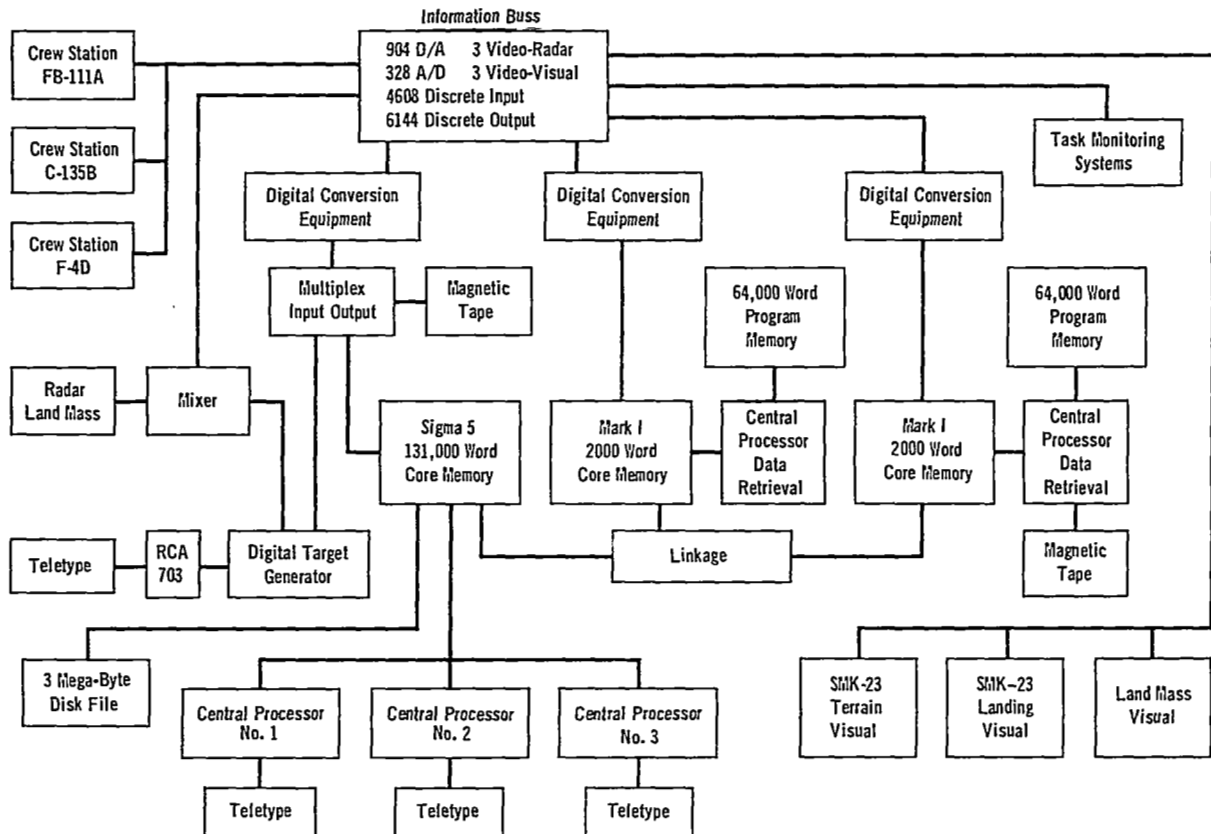 Information Buss
904 D/A 3 Video-Radar
328 A/D 3 Video-Visual
4608 Discrete Input
6144 Discrete Output
Crew Station
FB-111A
Crew Station
C-135B
Crew Station
F-4D
Task Monitoring
Systems
Digital Conversion
Equipment
Digital Conversion
Equipment
Digital Conversion
Equipment
Multiplex
Input Output
Magnetic
Tape
64,000 Word
Program
Memory
64,000 Word
Program
Memory
Radar
Land Mass
Mixer
Sigma 5
131,000 Word
Core Memory
Mark I
2000 Word
Core Memory
Central
Processor
Data
Retrieval
Mark I
2000 Word
Core Memory
Central
Processor
Data
Retrieval
Teletype
RCA
703
Digital Target
Generator
Linkage
Magnetic
Tape
3 Mega-Byte
Disk File
Central Processor
No. 1
Central Processor
No. 2
Central Processor
No. 3
SMK-23
Terrain
Visual
SMK-23
Landing
Visual
Land Mass
Visual
Teletype
Teletype
Teletype